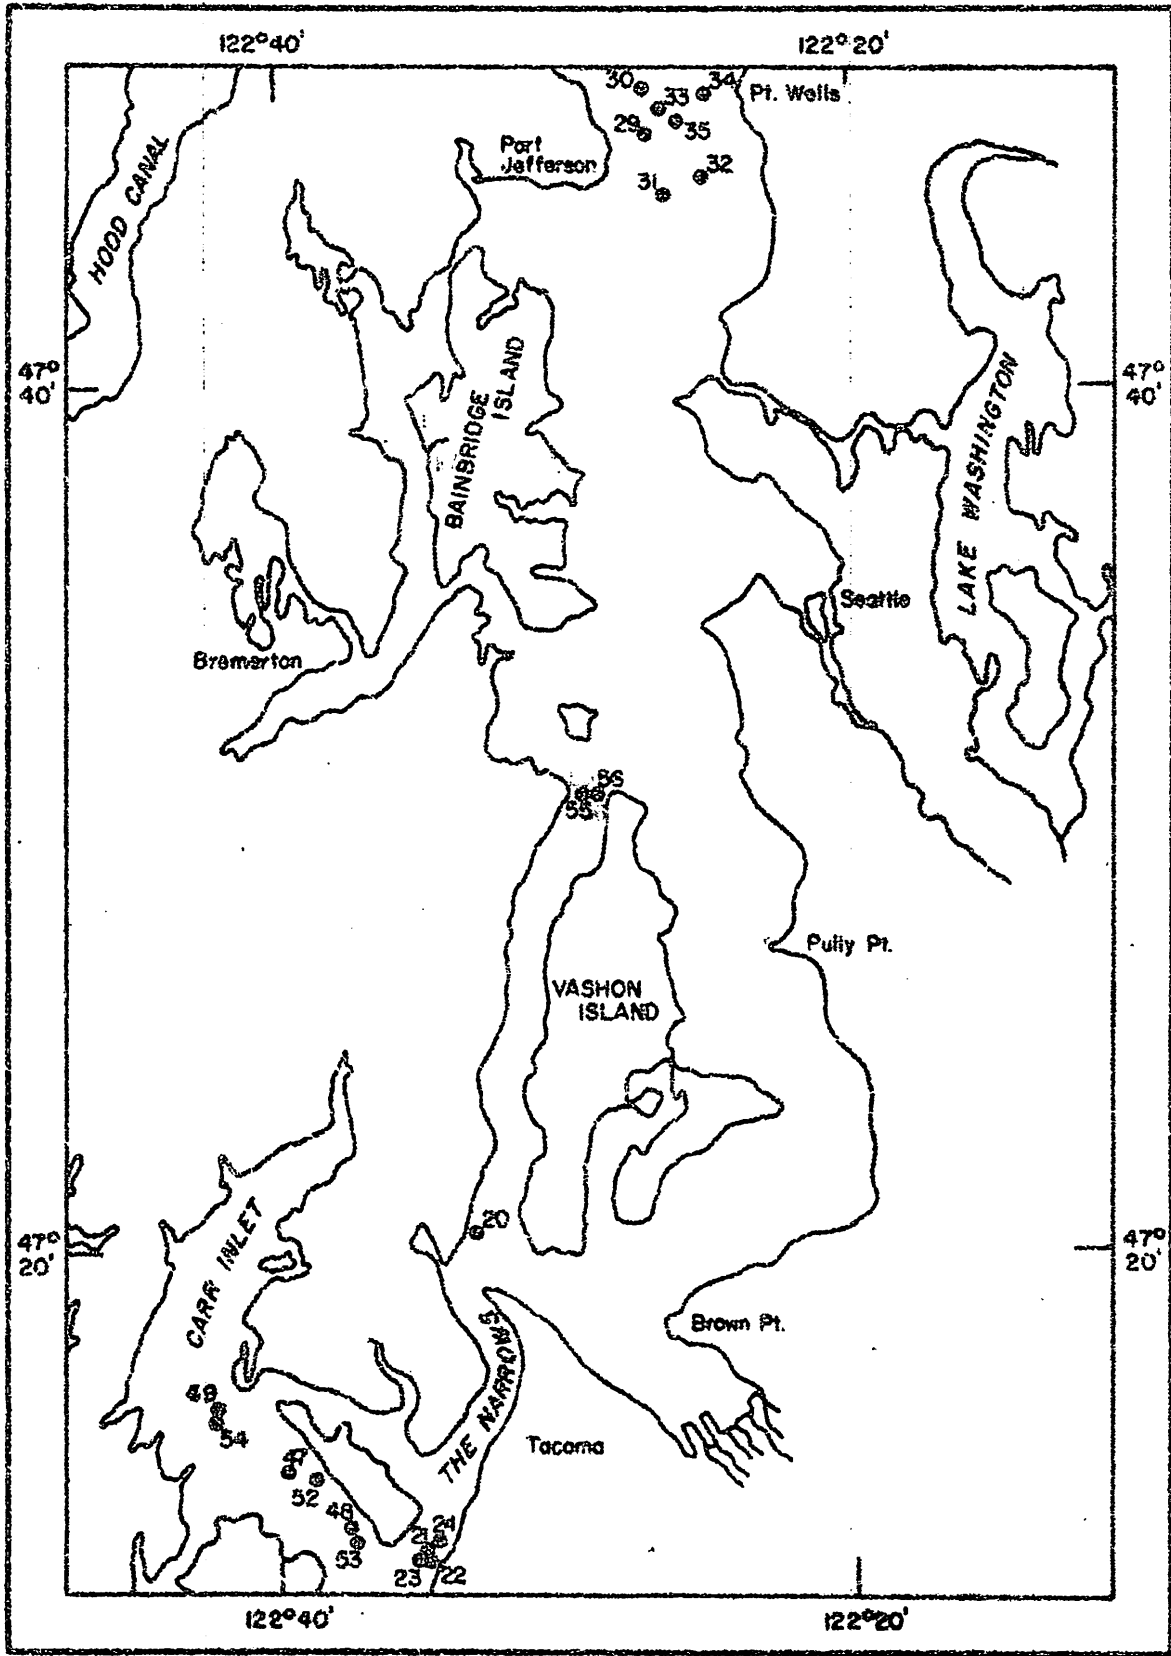 122°40'
122°20'
30
34
33
Pt. Wells
29
35
Port
Jefferson
32
31
HOOD CANAL
47°
40'
47°
40'
BAINBRIDGE
ISLAND
LAKE WASHINGTON
Seattle
Bremerton
56
55
Pully Pt.
VASHON
ISLAND
20
47°
20'
47°
20'
CARR INLET
Brown Pt.
THE NARROWS
49
54
Tacoma
52
48
53
21
24
23
22
122°40'
122°20'